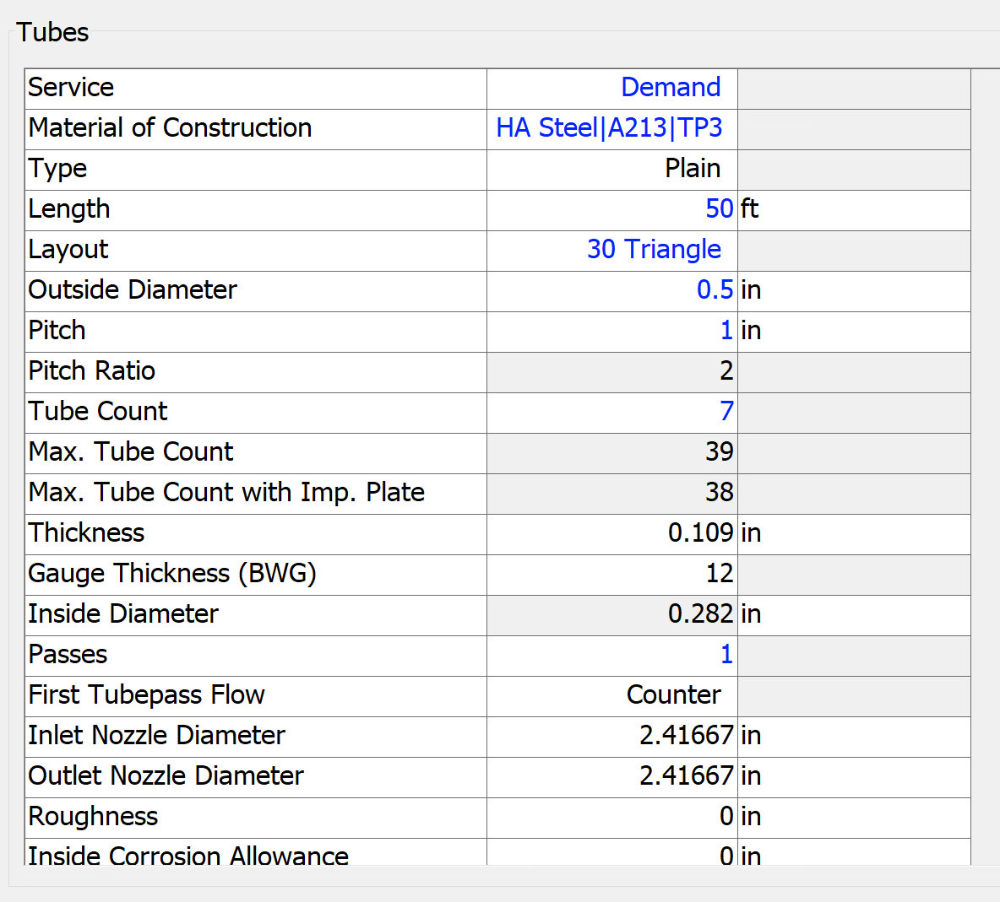 Tubes
Service Demand
Material of Construction HA Steel|A213|TP3
Type Plain
Length 50 ft
Layout 30 Triangle
Outside Diameter 0.5 in
Pitch 1 in
Pitch Ratio 2
Tube Count 7
Max. Tube Count 39
Max. Tube Count with Imp. Plate 38
Thickness 0.109 in
Gauge Thickness (BWG) 12
Inside Diameter 0.282 in
Passes 1
First Tubepass Flow Counter
Inlet Nozzle Diameter 2.41667 in
Outlet Nozzle Diameter 2.41667 in
Roughness 0 in
Inside Corrosion Allowance 0 in